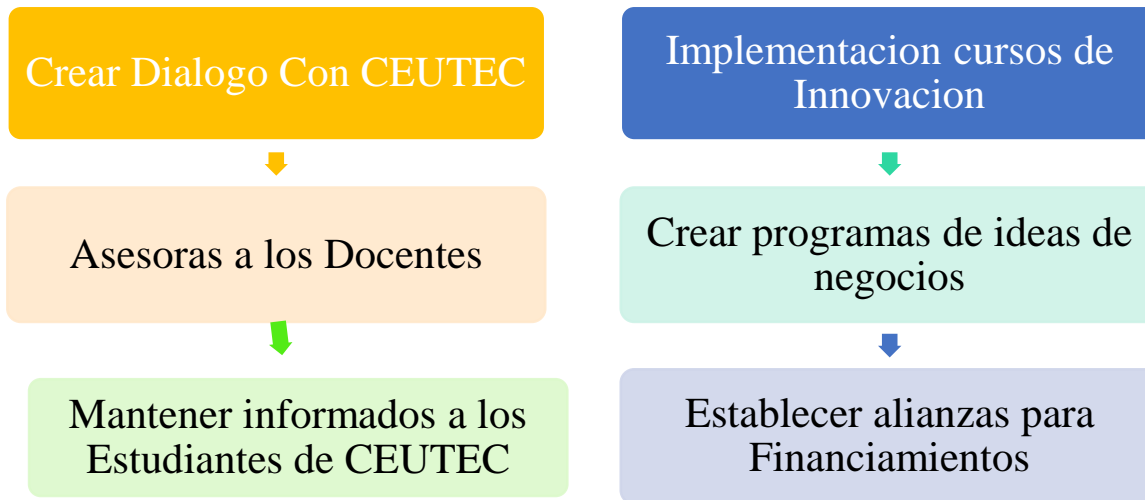 Crear Dialogo Con CEUTEC
Asesoras a los Docentes
Mantener informados a los
Estudiantes de CEUTEC
Implementacion cursos de
Innovacion
Crear programas de ideas de
negocios
Establecer alianzas para
Financiamientos